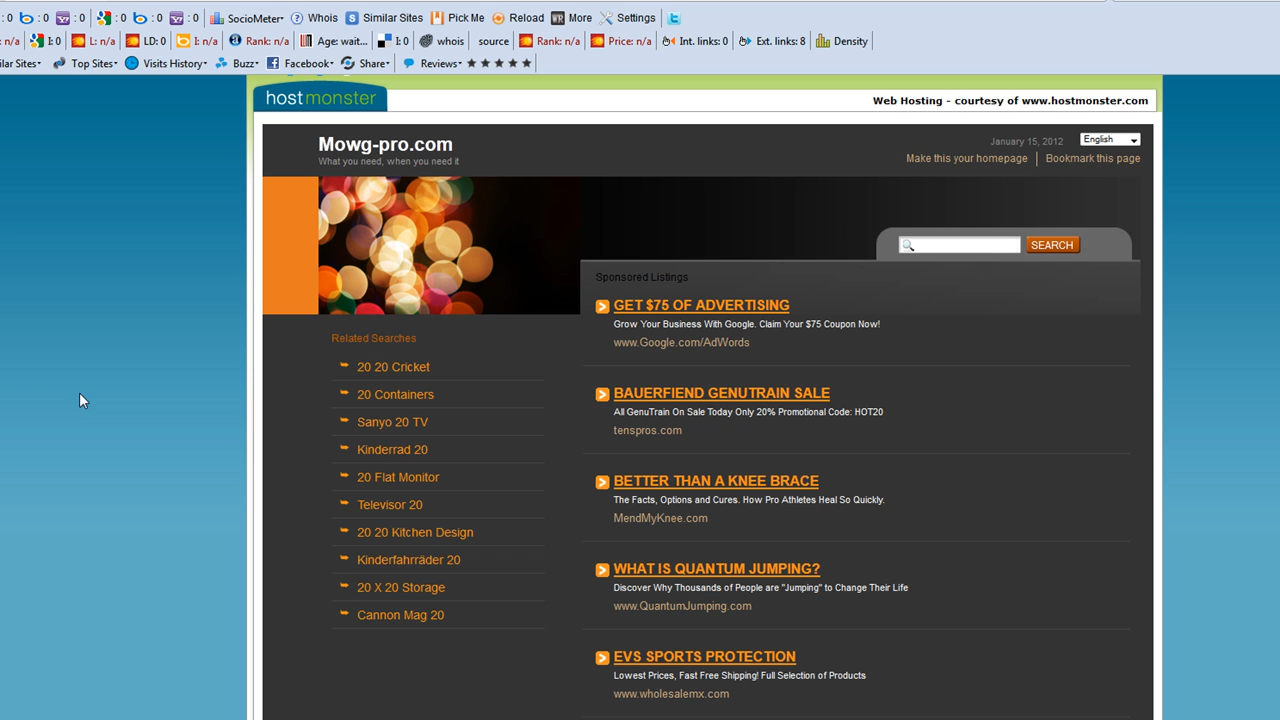 : 0 : 0 : 0 : 0 : 0 : 0 SocioMeter Whois Similar Sites Pick Me Reload More Settings
: n/a I: 0 L: n/a LD: 0 I: n/a Rank: n/a Age: wait... I: 0 whois source Rank: n/a Price: n/a Int. links: 0 Ext. links: 8 Density
lar Sites Top Sites Visits History Buzz Facebook Share Reviews
hostmonster
Web Hosting - courtesy of www.hostmonster.com
Mowg-pro.com
What you need, when you need it
January 15, 2012
English
Make this your homepage
Bookmark this page
SEARCH
Related Searches
20 20 Cricket
20 Containers
Sanyo 20 TV
Kinderrad 20
20 Flat Monitor
Televisor 20
20 20 Kitchen Design
Kinderfahrräder 20
20 X 20 Storage
Cannon Mag 20
Sponsored Listings
GET $75 OF ADVERTISING
Grow Your Business With Google. Claim Your $75 Coupon Now!
www.Google.com/AdWords
BAUERFIEND GENUTRAIN SALE
All GenuTrain On Sale Today Only 20% Promotional Code: HOT20
tenspros.com
BETTER THAN A KNEE BRACE
The Facts, Options and Cures. How Pro Athletes Heal So Quickly.
MendMyKnee.com
WHAT IS QUANTUM JUMPING?
Discover Why Thousands of People are "Jumping" to Change Their Life
www.QuantumJumping.com
EVS SPORTS PROTECTION
Lowest Prices, Fast Free Shipping! Full Selection of Products
www.wholesalemx.com